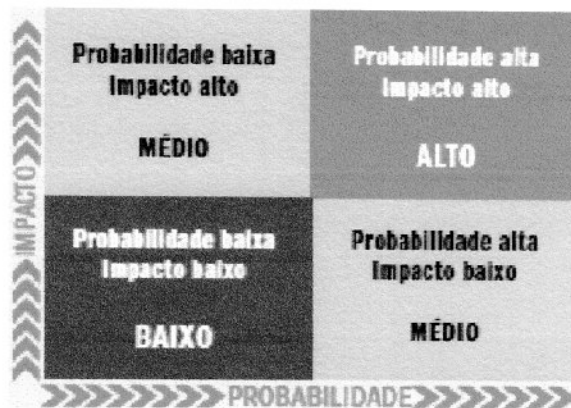 Probabilidade baixa
Impacto alto
MÉDIO
Probabilidade alta
Impacto alto
ALTO
IMPACTO
Probabilidade baixa
Impacto baixo
BAIXO
Probabilidade alta
Impacto baixo
MÉDIO
PROBABILIDADE